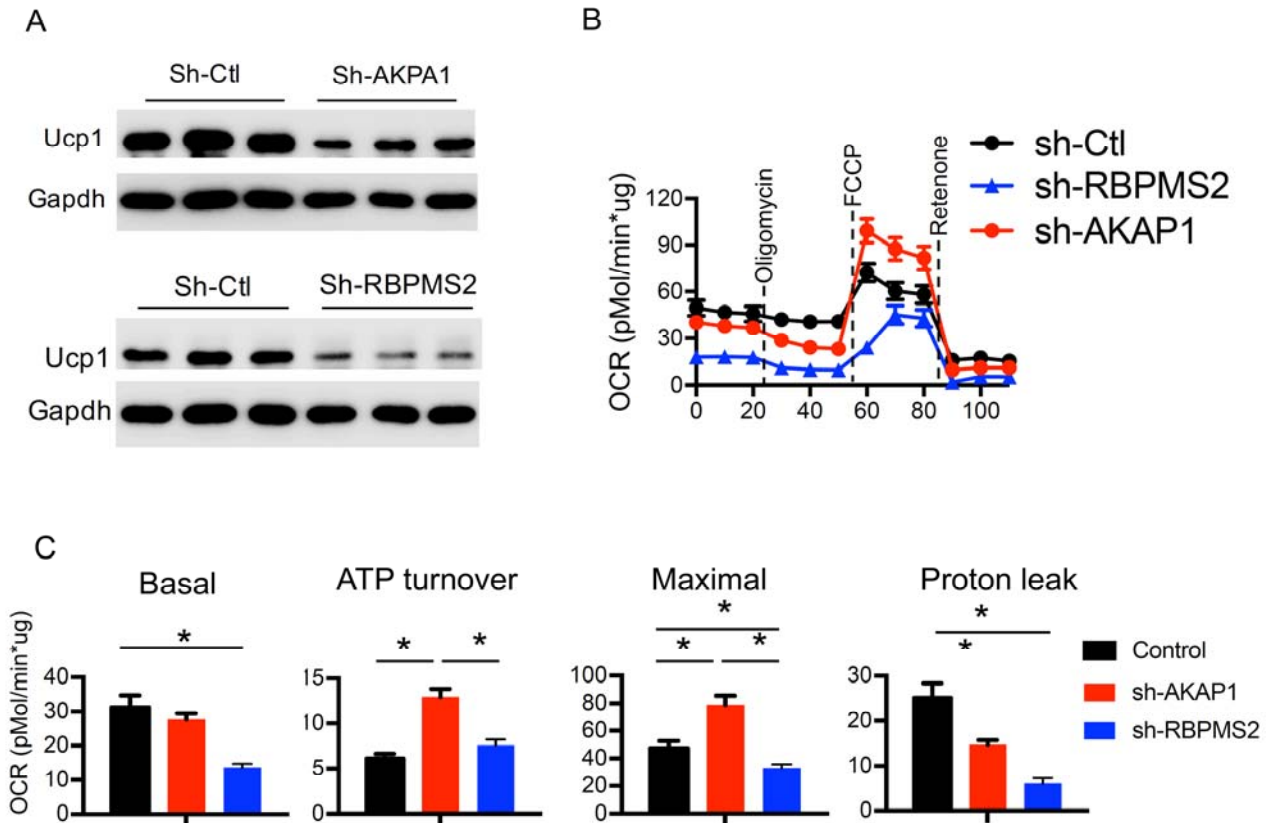 A
Sh-Ctl Sh-AKPA1
Ucp1
Gapdh
Sh-Ctl Sh-RBPMS2
Ucp1
Gapdh
B
sh-Ctl
sh-RBPMS2
sh-AKAP1
OCR (pMol/min*ug)
120
90
60
30
0
Oligomycin
FCCP
Retenone
0 20 40 60 80 100
C
OCR (pMol/min*ug)
Basal
*
40
30
20
10
0
ATP turnover
* *
15
10
5
0
Maximal
*
* *
100
80
60
40
20
0
Proton leak
*
*
30
20
10
0
Control
sh-AKAP1
sh-RBPMS2